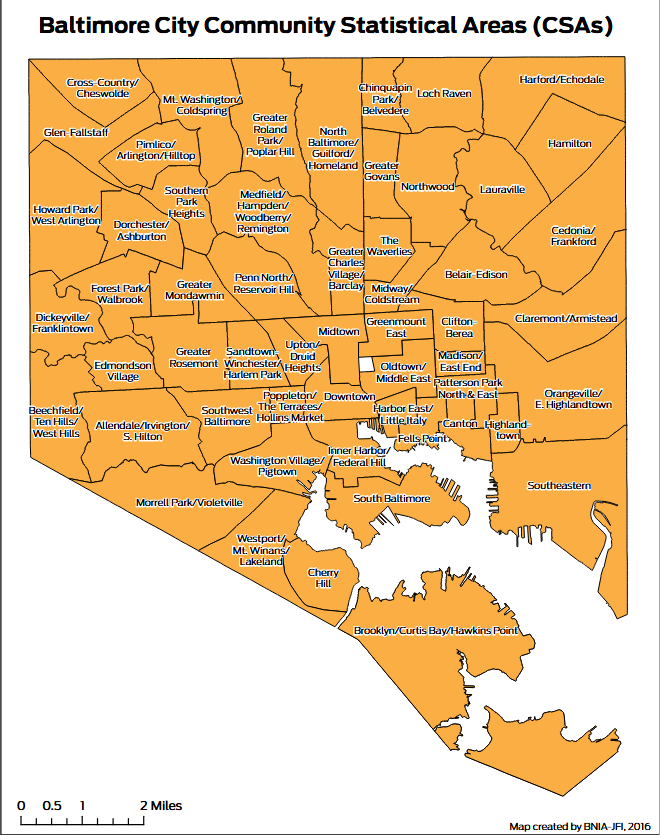 Baltimore City Community Statistical Areas (CSAs)
Cross-Country/
Cheswolde
Mt. Washington/
Coldspring
Greater
Roland
Park/
Poplar Hill
North
Baltimore/
Guilford/
Homeland
Chinquapin
Park/
Belvedere
Loch Raven
Harford/Echodale
Glen-Fallstaff
Pimlico/
Arlington/Hilltop
Greater
Govans
Northwood
Lauraville
Hamilton
Howard Park/
West Arlington
Dorchester/
Ashburton
Southern
Park
Heights
Medfield/
Hampden/
Woodberry/
Remington
Greater
Charles
Village/
Barclay
The
Waverlies
Cedonia/
Frankford
Belair-Edison
Forest Park/
Walbrook
Greater
Mondawmin
Penn North/
Reservoir Hill
Midway/
Coldstream
Dickeyville/
Franklintown
Midtown
Greenmount
East
Clifton-
Berea
Claremont/Armistead
Edmondson
Village
Greater
Rosemont
Sandtown-
Winchester/
Harlem Park
Upton/
Druid
Heights
Oldtown/
Middle East
Madison/
East End
Patterson Park
North & East
Orangeville/
E. Highlandtown
Beechfield/
Ten Hills/
West Hills
Allendale/Irvington/
S. Hilton
Southwest
Baltimore
Poppleton/
The Terraces/
Hollins Market
Downtown
Harbor East/
Little Italy
Canton
Highland-
town
Fells Point
Washington Village/
Pigtown
Inner Harbor/
Federal Hill
South Baltimore
Southeastern
Morrell Park/Violetville
Westport/
Mt. Winans/
Lakeland
Cherry
Hill
Brooklyn/Curtis Bay/Hawkins Point
0 0.5 1 2 Miles
Map created by BNIA-JFI, 2016